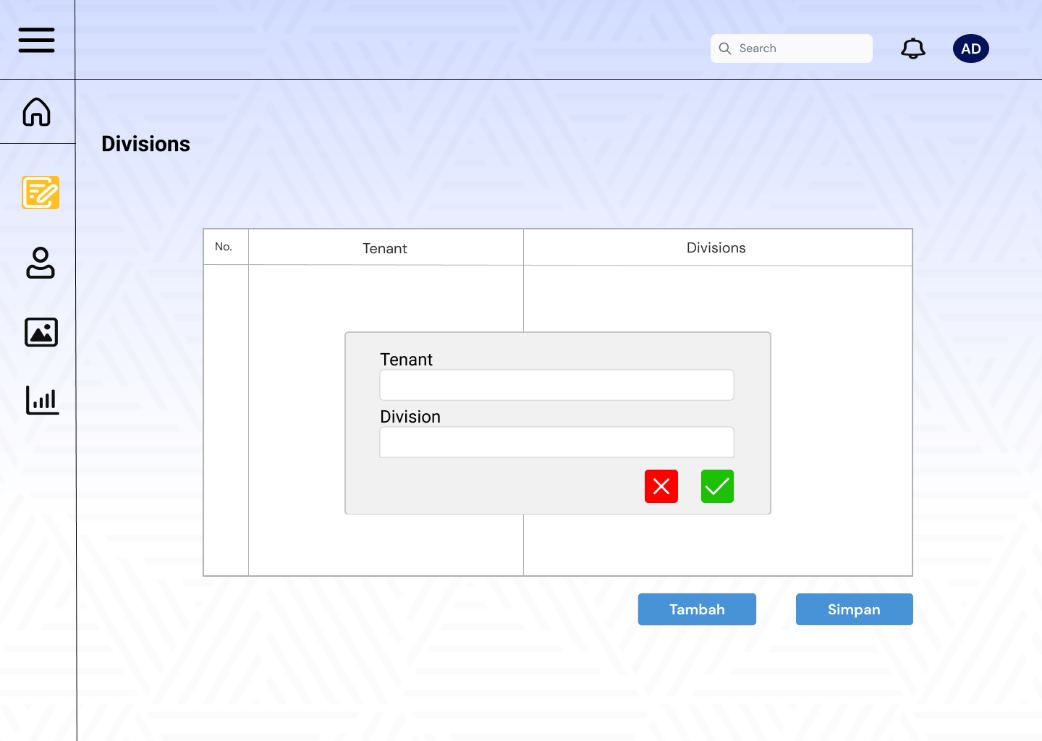 Search
AD
Divisions
No.
Tenant
Divisions
Tenant
Division
Tambah
Simpan